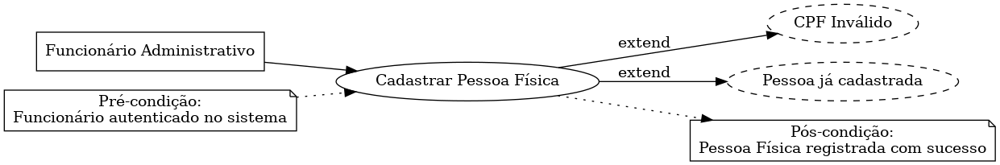 Funcionário Administrativo
Pré-condição:
Funcionário autenticado no sistema
Cadastrar Pessoa Física
extend
extend
CPF Inválido
Pessoa já cadastrada
Pós-condição:
Pessoa Física registrada com sucesso